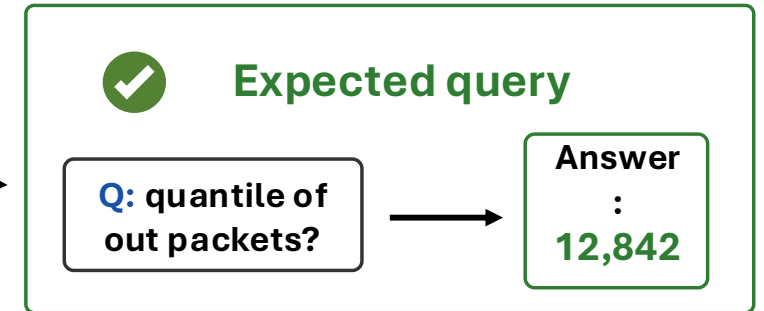 Expected query
Q: quantile of
out packets?
Answer
:
12,842